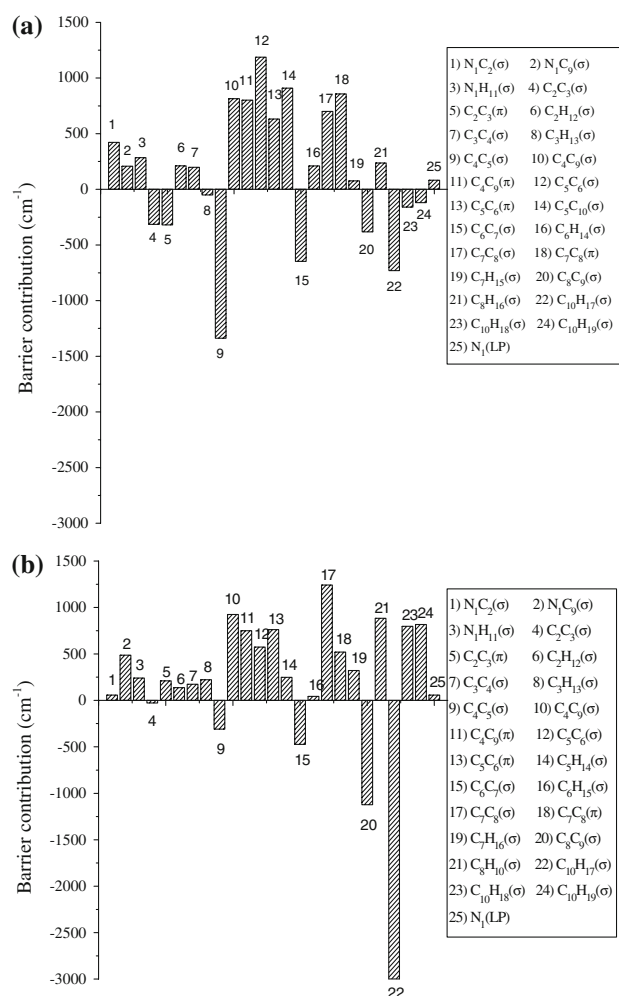 (a)
Barrier contribution (cm⁻¹)
1500
1000
500
0
-500
-1000
-1500
-2000
-2500
-3000
1 2 3 4 5 6 7 8 9 10 11 12 13 14 15 16 17 18 19 20 21 22 23 24 25
1) N₁C₂(σ) 2) N₁C₉(σ)
3) N₁H₁₁(σ) 4) C₂C₃(σ)
5) C₂C₃(π) 6) C₂H₁₂(σ)
7) C₃C₄(σ) 8) C₃H₁₃(σ)
9) C₄C₅(σ) 10) C₄C₉(σ)
11) C₄C₉(π) 12) C₅C₆(σ)
13) C₅C₆(π) 14) C₅C₁₀(σ)
15) C₆C₇(σ) 16) C₆H₁₄(σ)
17) C₇C₈(σ) 18) C₇C₈(π)
19) C₇H₁₅(σ) 20) C₈C₉(σ)
21) C₈H₁₆(σ) 22) C₁₀H₁₇(σ)
23) C₁₀H₁₈(σ) 24) C₁₀H₁₉(σ)
25) N₁(LP)
(b)
Barrier contribution (cm⁻¹)
1500
1000
500
0
-500
-1000
-1500
-2000
-2500
-3000
1 2 3 4 5 6 7 8 9 10 11 12 13 14 15 16 17 18 19 20 21 22 23 24 25
1) N₁C₂(σ) 2) N₁C₉(σ)
3) N₁H₁₁(σ) 4) C₂C₃(σ)
5) C₂C₃(π) 6) C₂H₁₂(σ)
7) C₃C₄(σ) 8) C₃H₁₃(σ)
9) C₄C₅(σ) 10) C₄C₉(σ)
11) C₄C₉(π) 12) C₅C₆(σ)
13) C₅C₆(π) 14) C₅H₁₄(σ)
15) C₆C₇(σ) 16) C₆H₁₅(σ)
17) C₇C₈(σ) 18) C₇C₈(π)
19) C₇H₁₆(σ) 20) C₈C₉(σ)
21) C₈H₁₀(σ) 22) C₁₀H₁₇(σ)
23) C₁₀H₁₈(σ) 24) C₁₀H₁₉(σ)
25) N₁(LP)